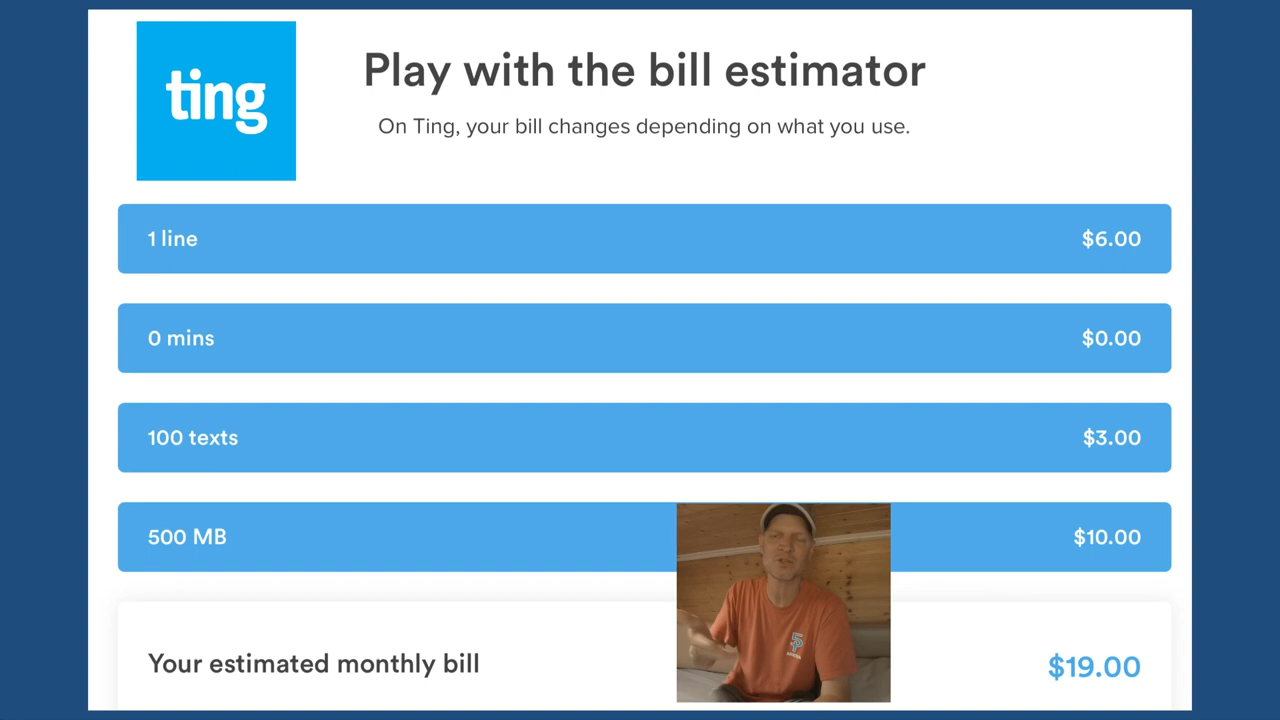 ting
Play with the bill estimator
On Ting, your bill changes depending on what you use.
1 line $6.00
0 mins $0.00
100 texts $3.00
500 MB $10.00
Your estimated monthly bill $19.00